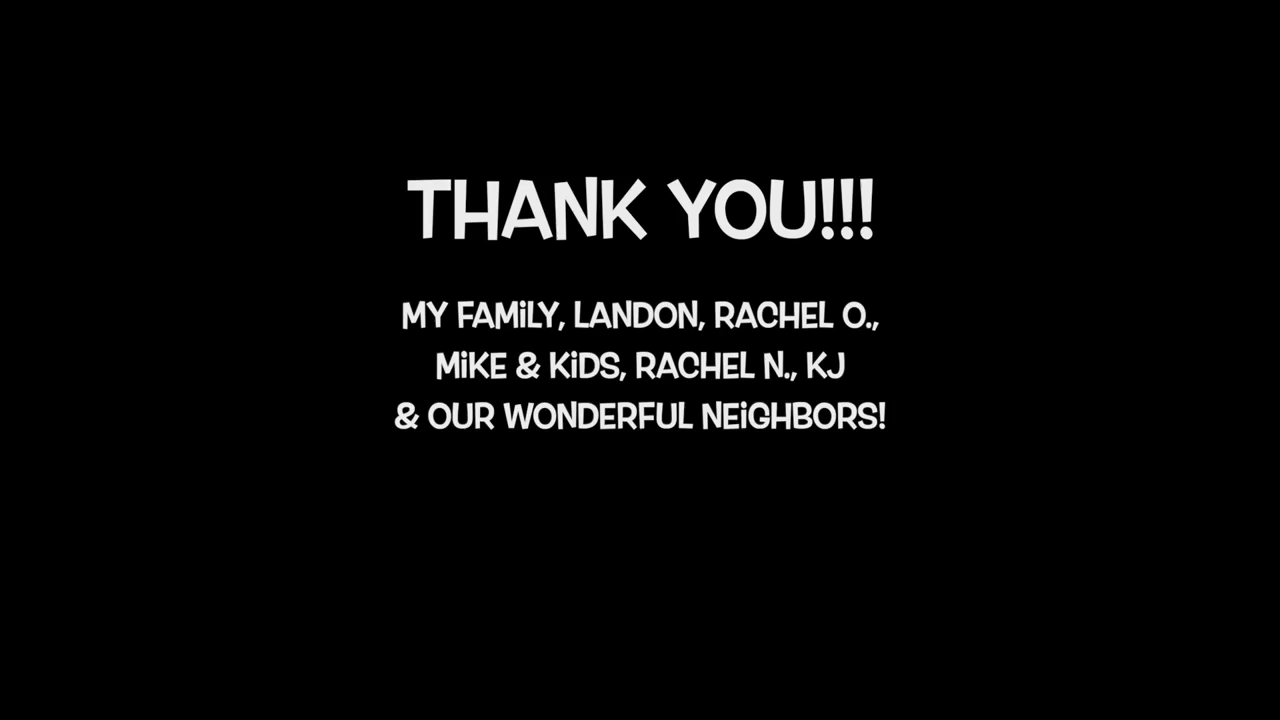 THANK YOU!!!
MY FAMiLY, LANDON, RACHEL O.,
MiKE & KiDS, RACHEL N., KJ
& OUR WONDERFUL NEiGHBORS!